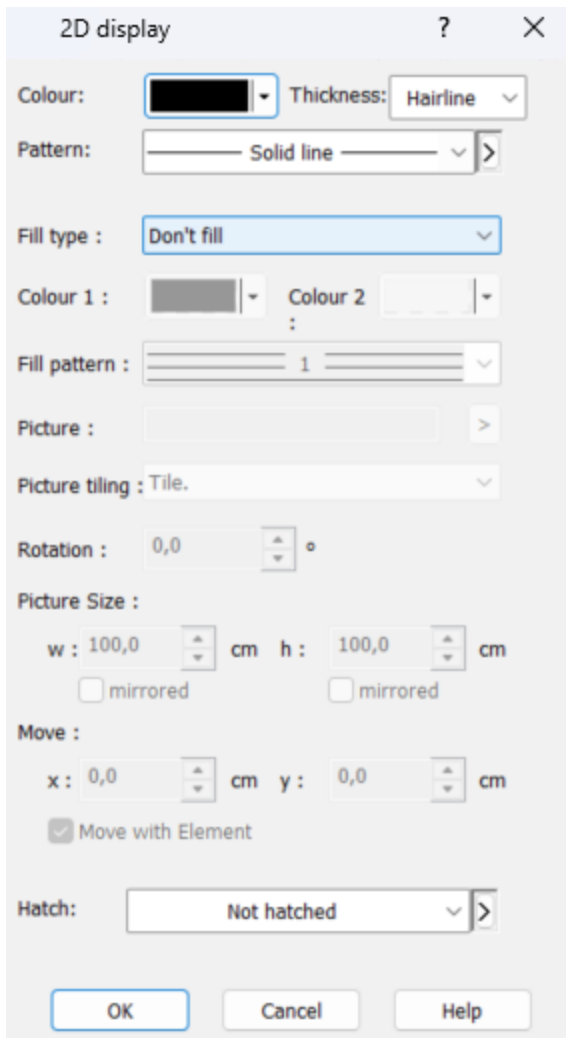 2D display ? X
Colour: Thickness: Hairline
Pattern: Solid line >
Fill type : Don't fill
Colour 1 : Colour 2 :
Fill pattern : 1
Picture : >
Picture tiling : Tile.
Rotation : 0,0 °
Picture Size :
w : 100,0 cm h : 100,0 cm
mirrored mirrored
Move :
x : 0,0 cm y : 0,0 cm
Move with Element
Hatch: Not hatched >
OK Cancel Help